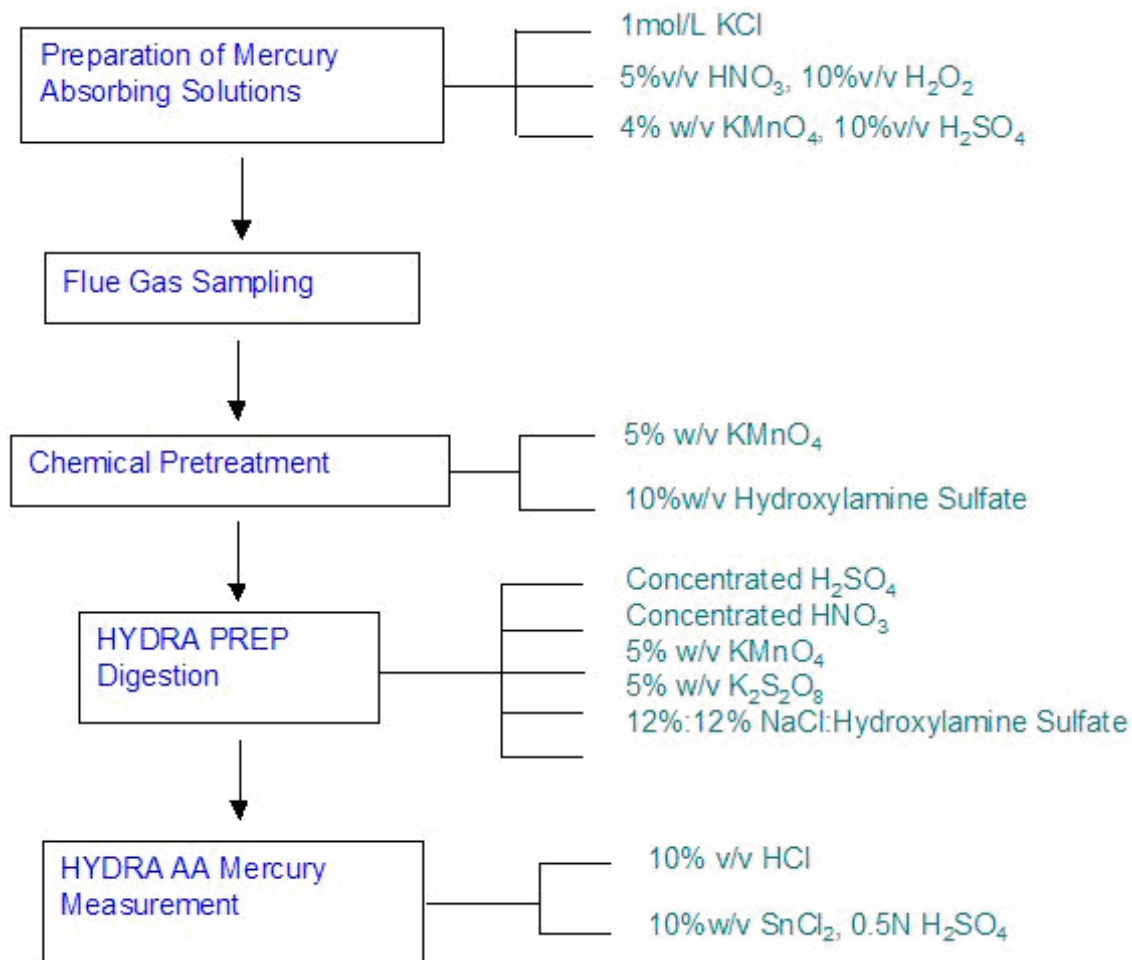 Preparation of Mercury
Absorbing Solutions
1mol/L KCl
5%v/v HNO₃, 10%v/v H₂O₂
4% w/v KMnO₄, 10%v/v H₂SO₄
Flue Gas Sampling
Chemical Pretreatment
5% w/v KMnO₄
10%w/v Hydroxylamine Sulfate
HYDRA PREP
Digestion
Concentrated H₂SO₄
Concentrated HNO₃
5% w/v KMnO₄
5% w/v K₂S₂O₈
12%:12% NaCl:Hydroxylamine Sulfate
HYDRA AA Mercury
Measurement
10% v/v HCl
10%w/v SnCl₂, 0.5N H₂SO₄